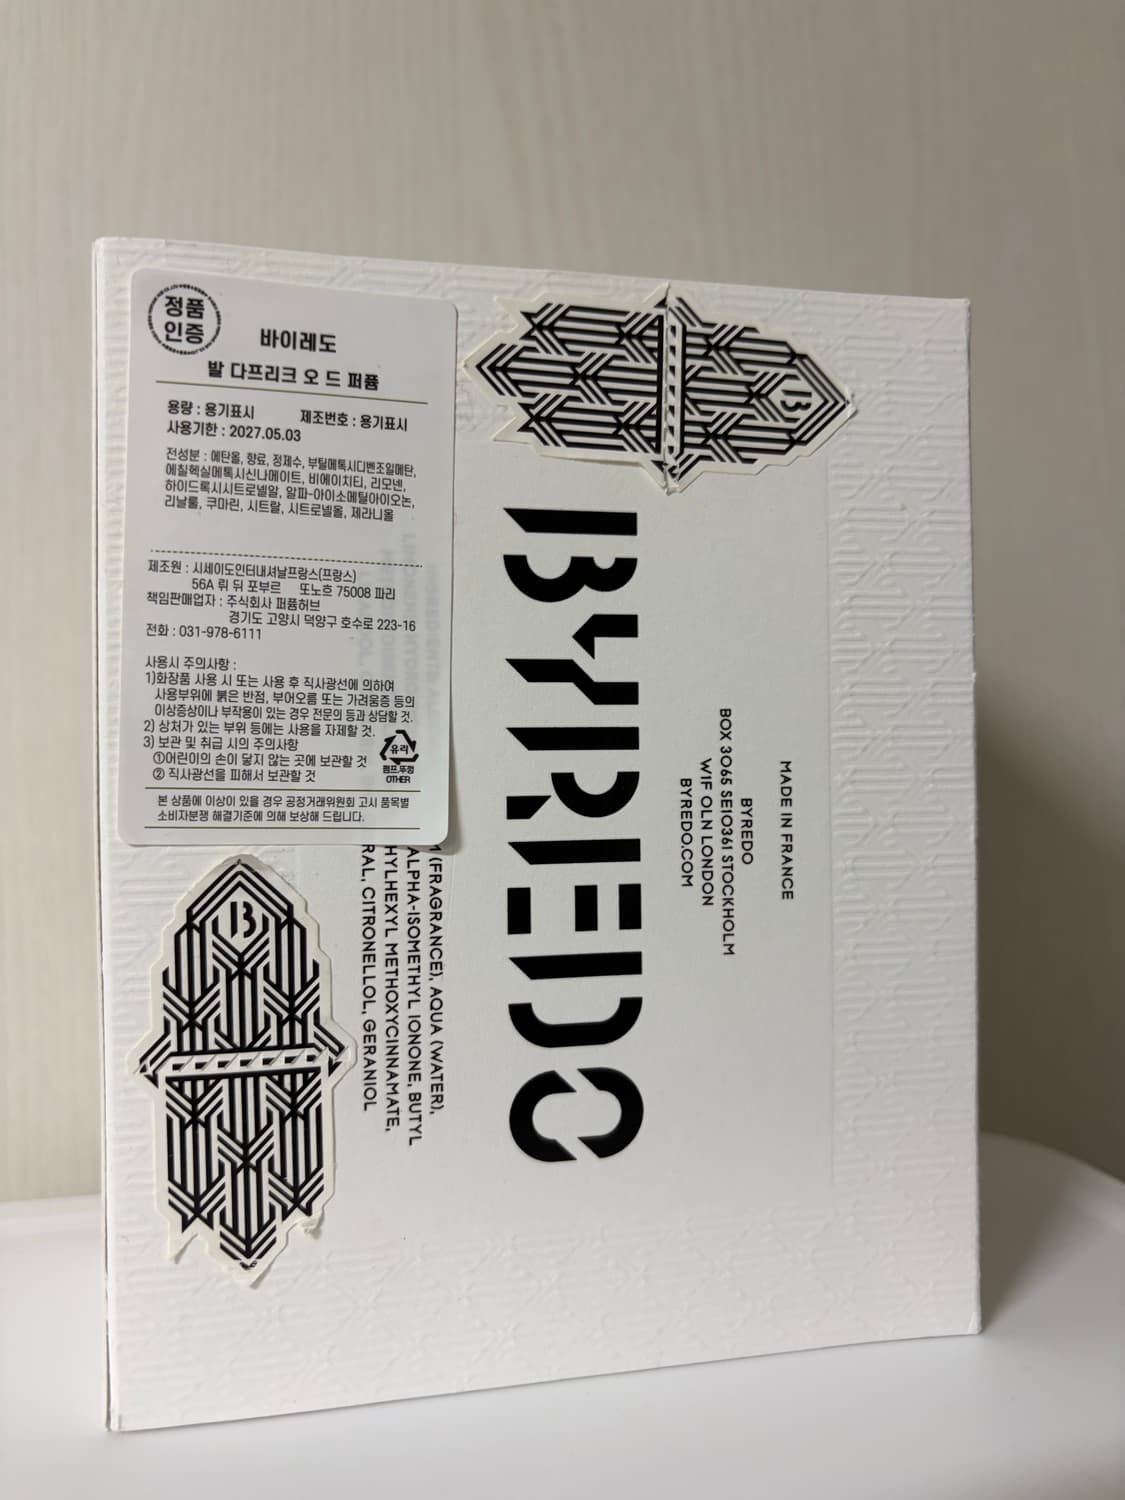 정품
인증
바이레도
발 다프리크 오 드 퍼퓸
용량 : 용기표시 제조번호 : 용기표시
사용기한 : 2027.05.03
전성분 : 에탄올, 향료, 정제수, 부틸메톡시디벤조일메탄,
에칠헥실메톡시신나메이트, 비에이치티, 리모넨,
하이드록시시트로넬알, 알파-아이소메틸아이오논,
리날룰, 쿠마린, 시트랄, 시트로넬올, 제라니올
제조원 : 시세이도인터내셔날프랑스(프랑스)
56A 뤼 뒤 포부르 또노흐 75008 파리
책임판매업자 : 주식회사 퍼퓸허브
경기도 고양시 덕양구 호수로 223-16
전화 : 031-978-6111
사용시 주의사항 :
1)화장품 사용 시 또는 사용 후 직사광선에 의하여
사용부위에 붉은 반점, 부어오름 또는 가려움증 등의
이상증상이나 부작용이 있는 경우 전문의 등과 상담할 것.
2) 상처가 있는 부위 등에는 사용을 자제할 것.
3) 보관 및 취급 시의 주의사항
①어린이의 손이 닿지 않는 곳에 보관할 것
② 직사광선을 피해서 보관할 것
유리
펌프,뚜껑
OTHER
본 상품에 이상이 있을 경우 공정거래위원회 고시 품목별
소비자분쟁 해결기준에 의해 보상해 드립니다.
B
B
BYREDO
MADE IN FRANCE
BYREDO
BOX 3065 SE10361 STOCKHOLM
W1F OLN LONDON
BYREDO.COM
(FRAGRANCE), AQUA (WATER),
ALPHA-ISOMETHYL IONONE, BUTYL
HYLHEXYL METHOXYCINNAMATE,
RAL, CITRONELLOL, GERANIOL